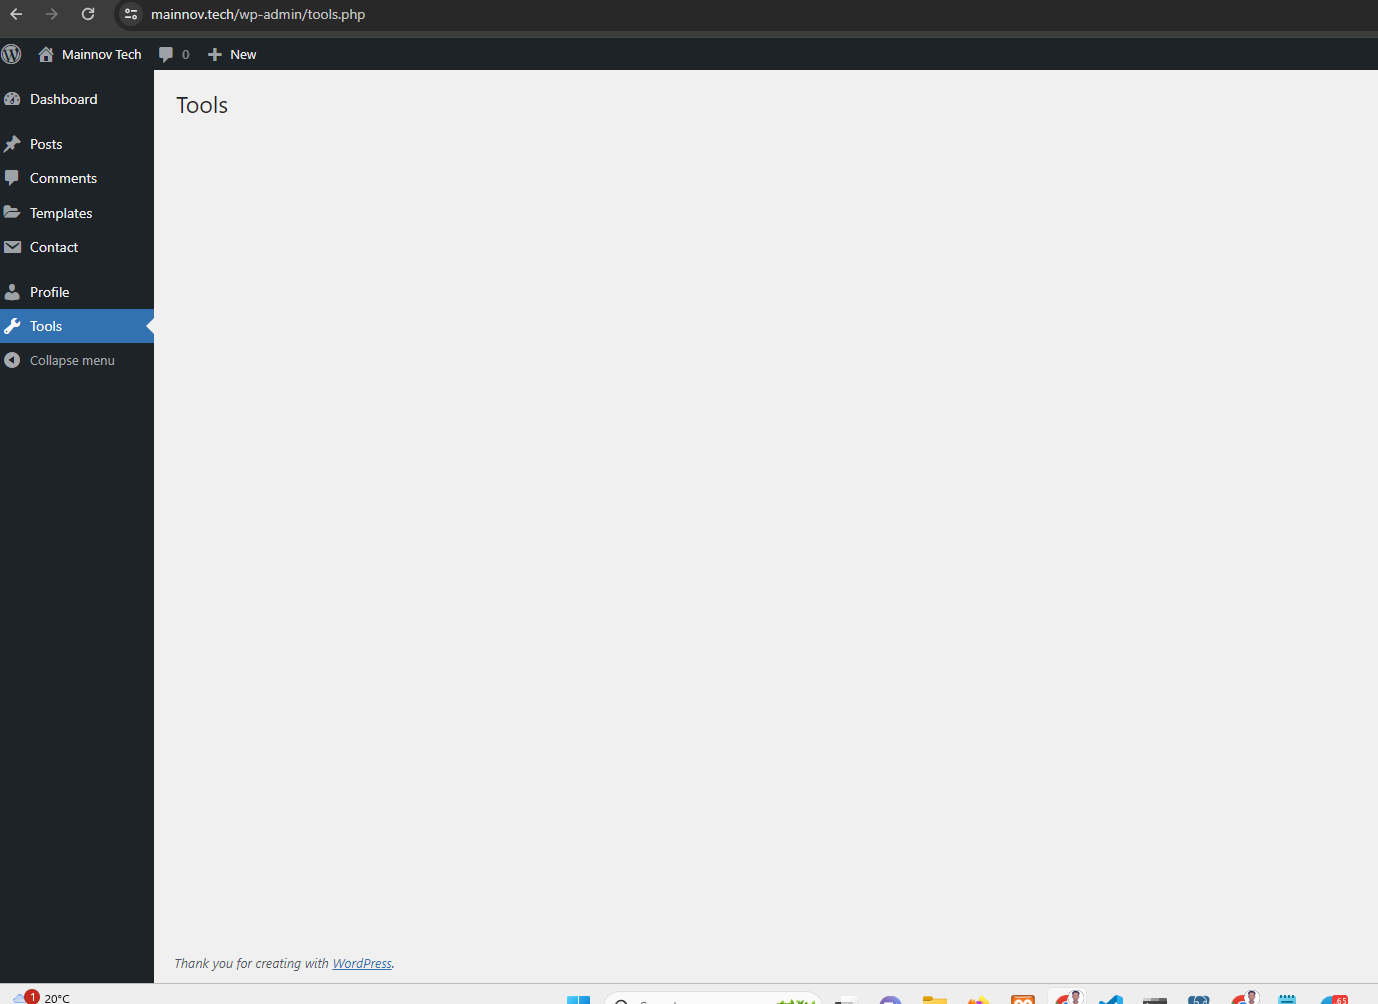 mainnov.tech/wp-admin/tools.php
Mainnov Tech 0 New
Dashboard
Posts
Comments
Templates
Contact
Profile
Tools
Collapse menu
Tools
Thank you for creating with WordPress.
1 20°C
65